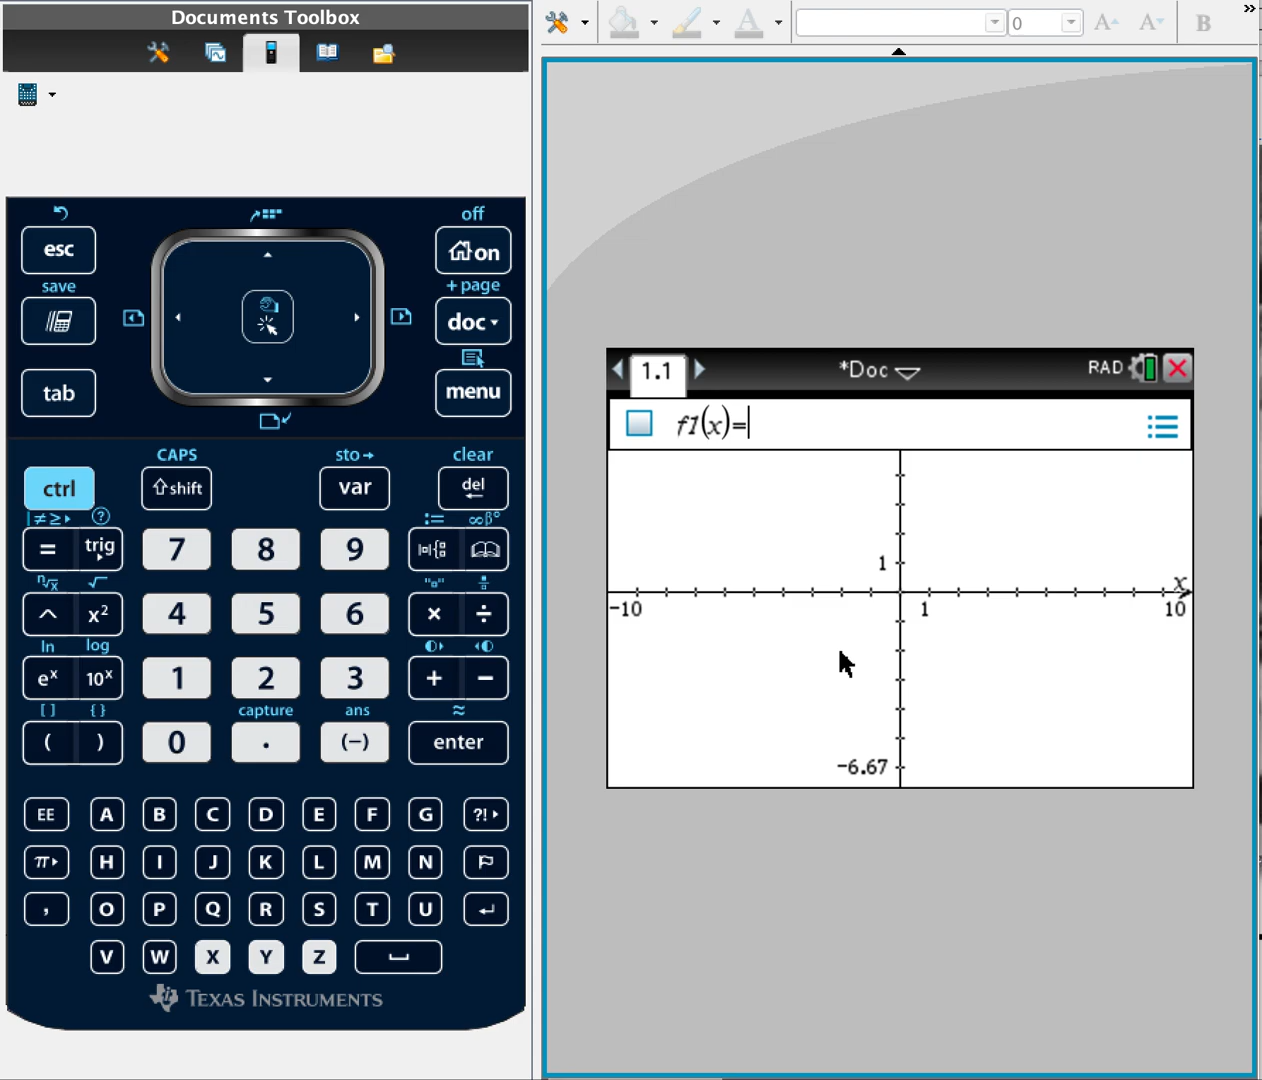 Documents Toolbox
0
A
A
A
B
»
off
esc
on
save
+ page
doc
tab
menu
CAPS
sto→
clear
ctrl
⇧shift
var
del
|≠≥▸
?
:=
∞β°
=
trig
7
8
9
|▫|{▫
ⁿ√x
√
"▫"
^
x²
4
5
6
×
÷
ln
log
eˣ
10ˣ
1
2
3
+
−
[ ]
{ }
capture
ans
≈
(
)
0
.
(−)
enter
EE
A
B
C
D
E
F
G
?!▸
π▸
H
I
J
K
L
M
N
,
O
P
Q
R
S
T
U
V
W
X
Y
Z
TEXAS INSTRUMENTS
1.1
*Doc
RAD
f1(x)=
1
x
-10
1
10
-6.67